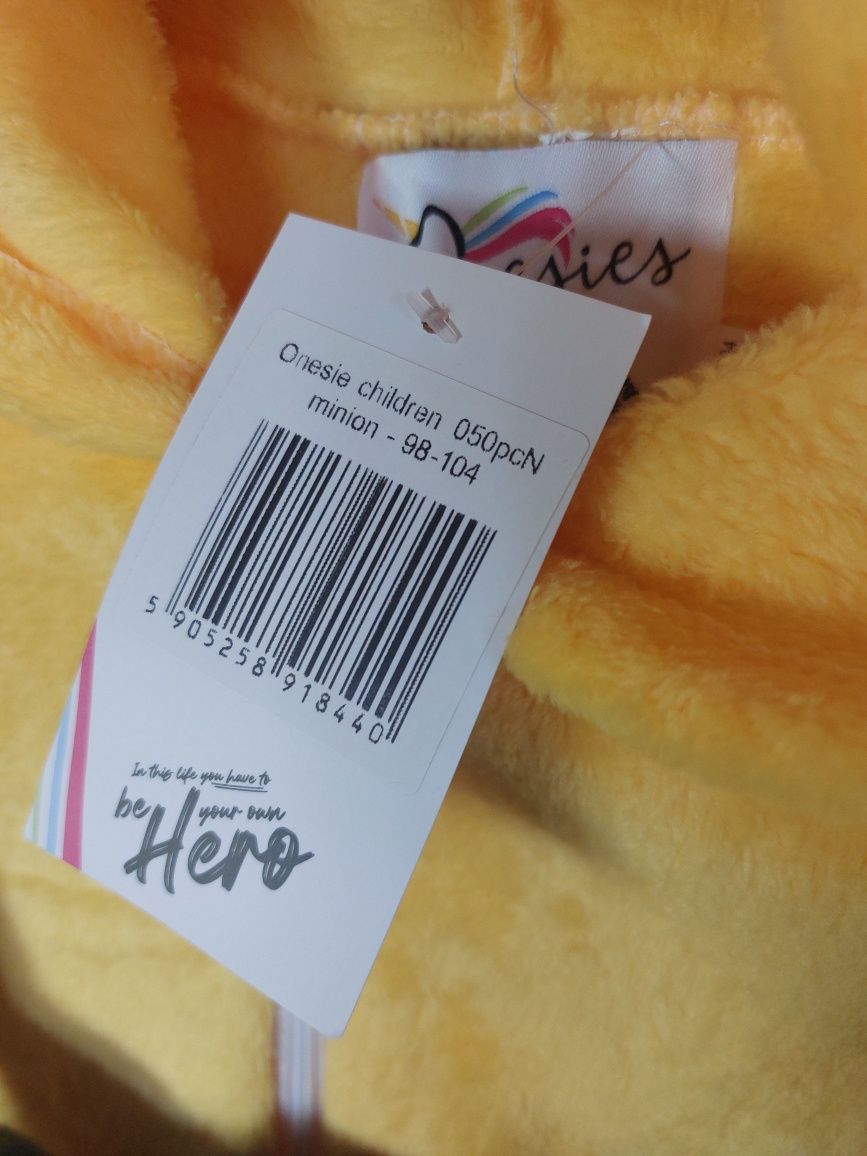 Onesie children 050pcN
minion - 98-104
5 905258 918440
In this life you have to
be your own
Hero